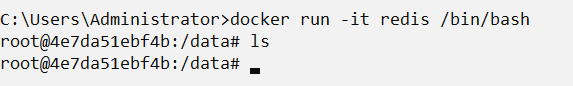 C:\Users\Administrator>docker run -it redis /bin/bash
root@4e7da51ebf4b:/data# ls
root@4e7da51ebf4b:/data#